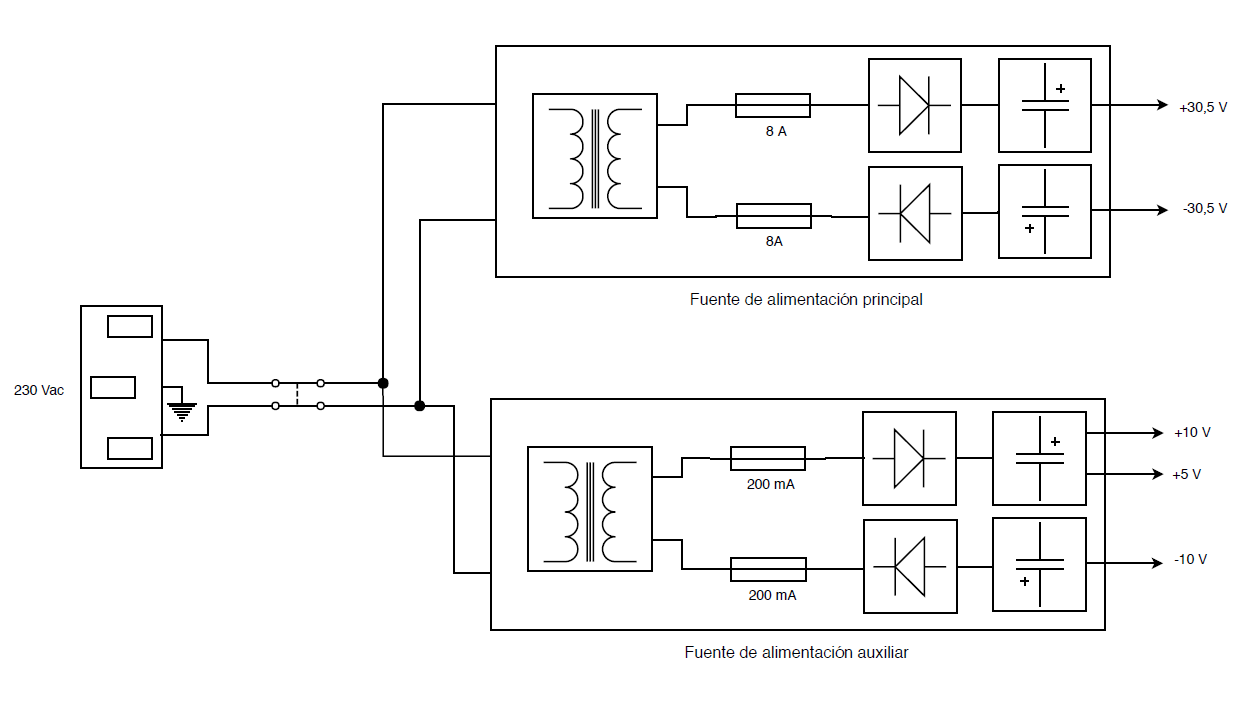 +30,5 V
8 A
-30,5 V
8A
Fuente de alimentación principal
230 Vac
+10 V
+5 V
200 mA
-10 V
200 mA
Fuente de alimentación auxiliar